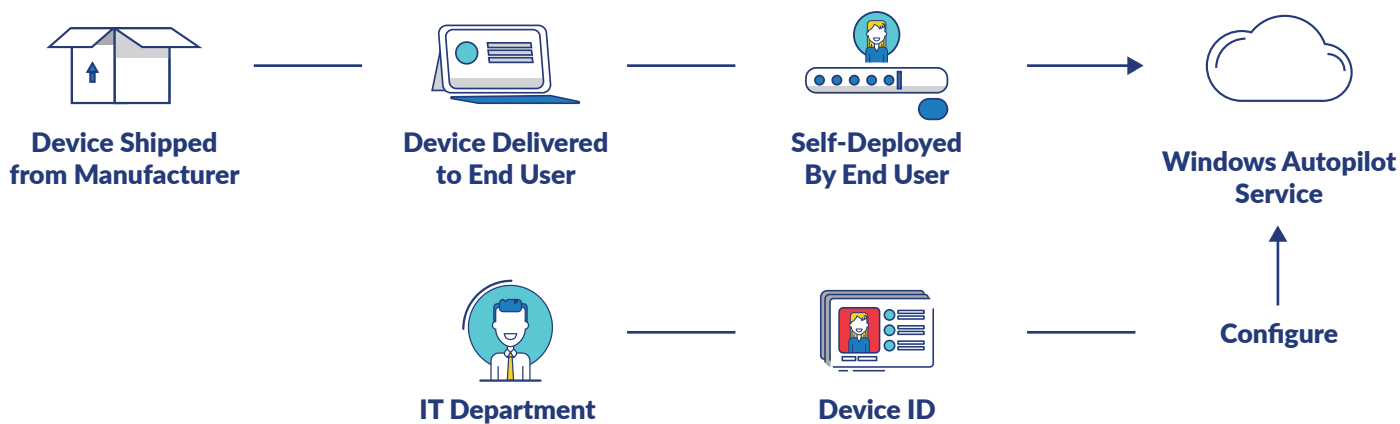 Device Shipped
from Manufacturer
Device Delivered
to End User
Self-Deployed
By End User
Windows Autopilot
Service
IT Department
Device ID
Configure